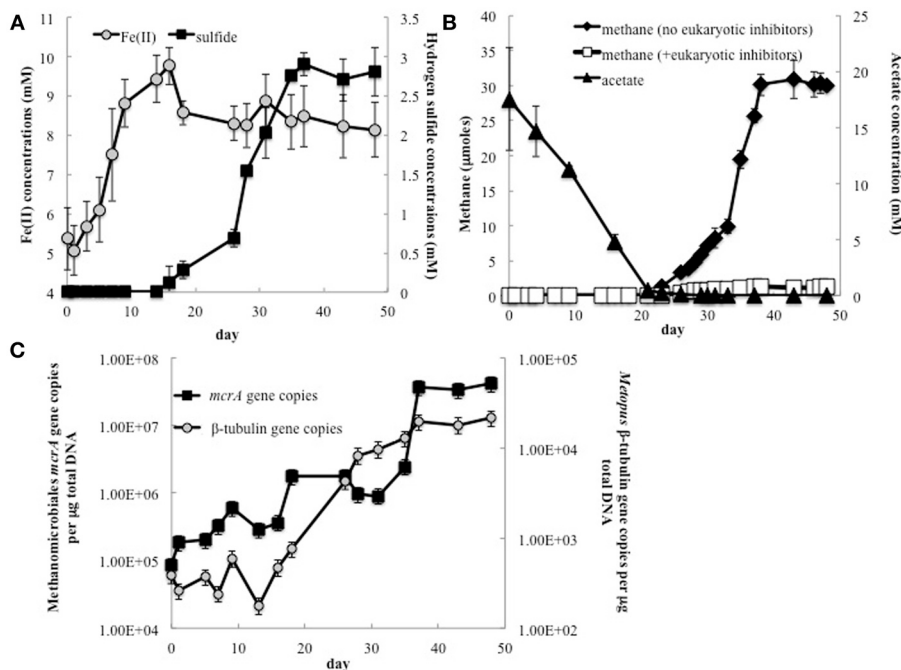 A
Fe(II) sulfide
Fe(II) concentrations (mM)
11
10
9
8
7
6
5
4
Hydrogen sulfide concentraions (mM)
3.5
3
2.5
2
1.5
1
0.5
0
0 10 20 30 40 50
day
B
methane (no eukaryotic inhibitors)
methane (+eukaryotic inhibitors)
acetate
Methane (μmoles)
40
35
30
25
20
15
10
5
0
Acetate concentration (mM)
25
20
15
10
5
0
0 10 20 30 40 50
day
C
mcrA gene copies
β-tubulin gene copies
Methanomicrobiales mcrA gene copies
per μg total DNA
1.00E+08
1.00E+07
1.00E+06
1.00E+05
1.00E+04
Metopus β-tubulin gene copies per μg
total DNA
1.00E+05
1.00E+04
1.00E+03
1.00E+02
0 10 20 30 40 50
day